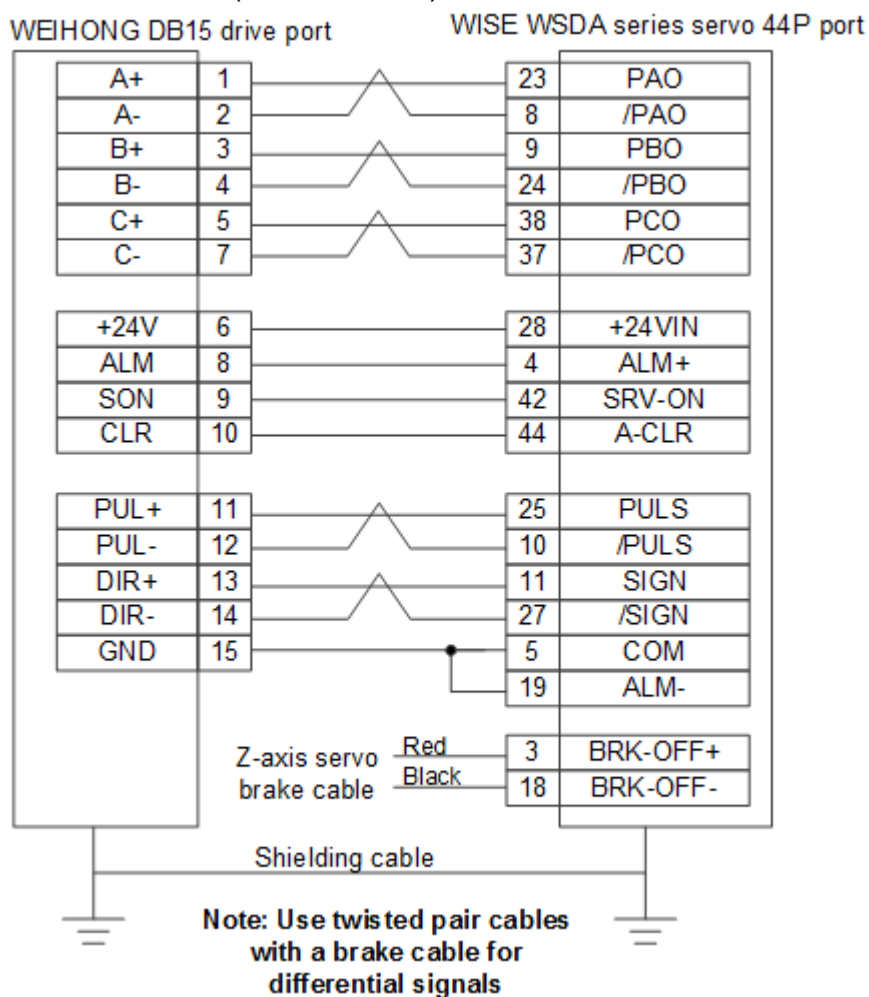 WEIHONG DB15 drive port WISE WSDA series servo 44P port
A+ 1 23 PAO
A- 2 8 /PAO
B+ 3 9 PBO
B- 4 24 /PBO
C+ 5 38 PCO
C- 7 37 /PCO
+24V 6 28 +24VIN
ALM 8 4 ALM+
SON 9 42 SRV-ON
CLR 10 44 A-CLR
PUL+ 11 25 PULS
PUL- 12 10 /PULS
DIR+ 13 11 SIGN
DIR- 14 27 /SIGN
GND 15 5 COM
19 ALM-
Z-axis servo Red 3 BRK-OFF+
brake cable Black 18 BRK-OFF-
Shielding cable
Note: Use twisted pair cables
with a brake cable for
differential signals